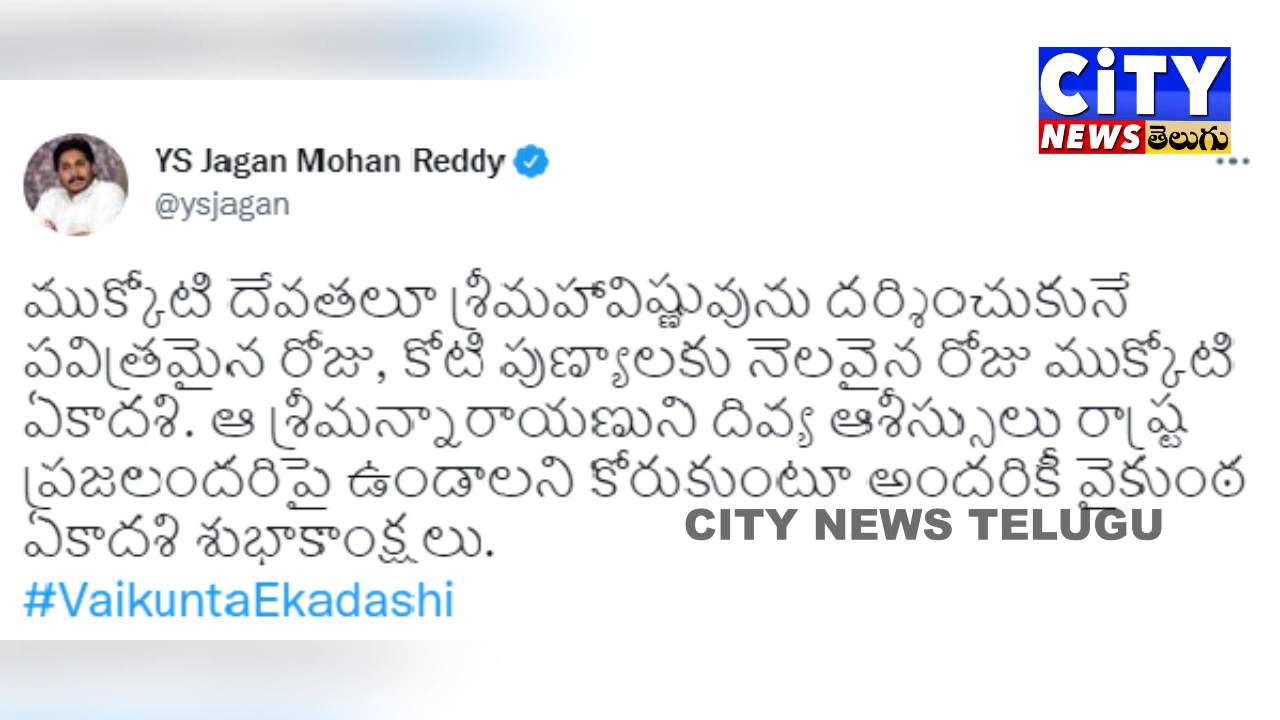 CiTY
NEWS తెలుగు
YS Jagan Mohan Reddy
@ysjagan
ముక్కోటి దేవతలూ శ్రీమహావిష్ణువును దర్శించుకునే
పవిత్రమైన రోజు, కోటి పుణ్యాలకు నెలవైన రోజు ముక్కోటి
ఏకాదశి. ఆ శ్రీమన్నారాయణుని దివ్య ఆశీస్సులు రాష్ట్ర
ప్రజలందరిపై ఉండాలని కోరుకుంటూ అందరికీ వైకుంఠ
ఏకాదశి శుభాకాంక్షలు.
CITY NEWS TELUGU
#VaikuntaEkadashi